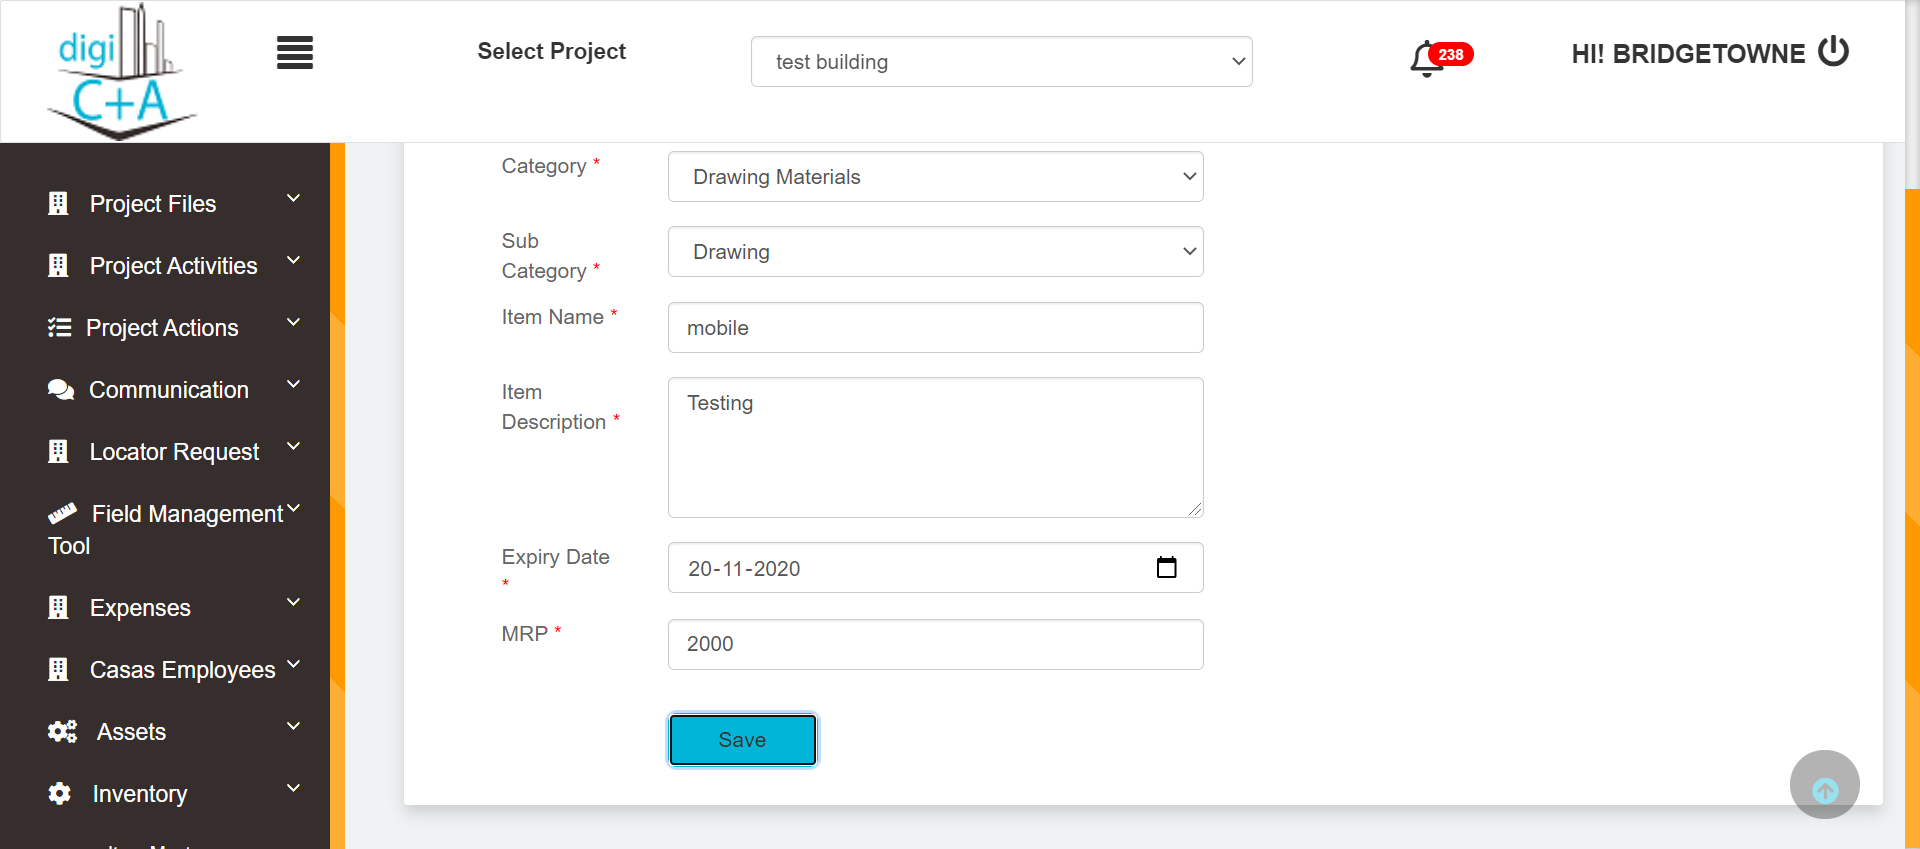 digi
C+A
Select Project
test building
238
HI! BRIDGETOWNE
Project Files
Project Activities
Project Actions
Communication
Locator Request
Field Management
Tool
Expenses
Casas Employees
Assets
Inventory
Category *
Drawing Materials
Sub
Category *
Drawing
Item Name *
mobile
Item
Description *
Testing
Expiry Date
*
20-11-2020
MRP *
2000
Save